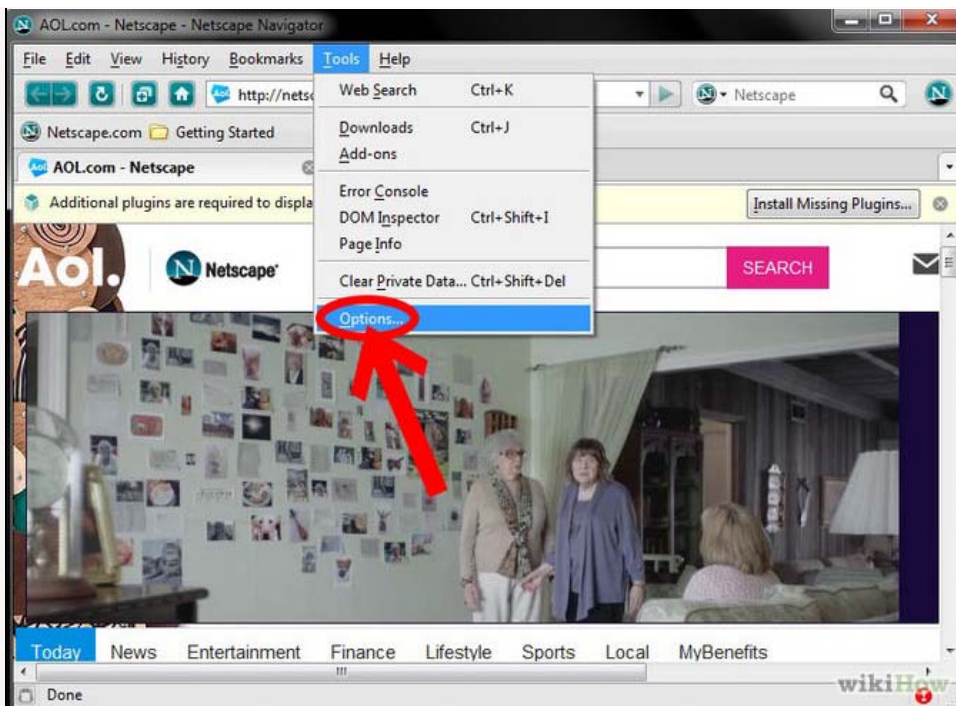 AOL.com - Netscape - Netscape Navigator
File Edit View History Bookmarks Tools Help
http://netsc
Netscape
Netscape.com Getting Started
AOL.com - Netscape
Additional plugins are required to displa
Install Missing Plugins...
Web Search Ctrl+K
Downloads Ctrl+J
Add-ons
Error Console
DOM Inspector Ctrl+Shift+I
Page Info
Clear Private Data... Ctrl+Shift+Del
Options...
Aol. N Netscape
SEARCH
Today News Entertainment Finance Lifestyle Sports Local MyBenefits
Done
wikiHow